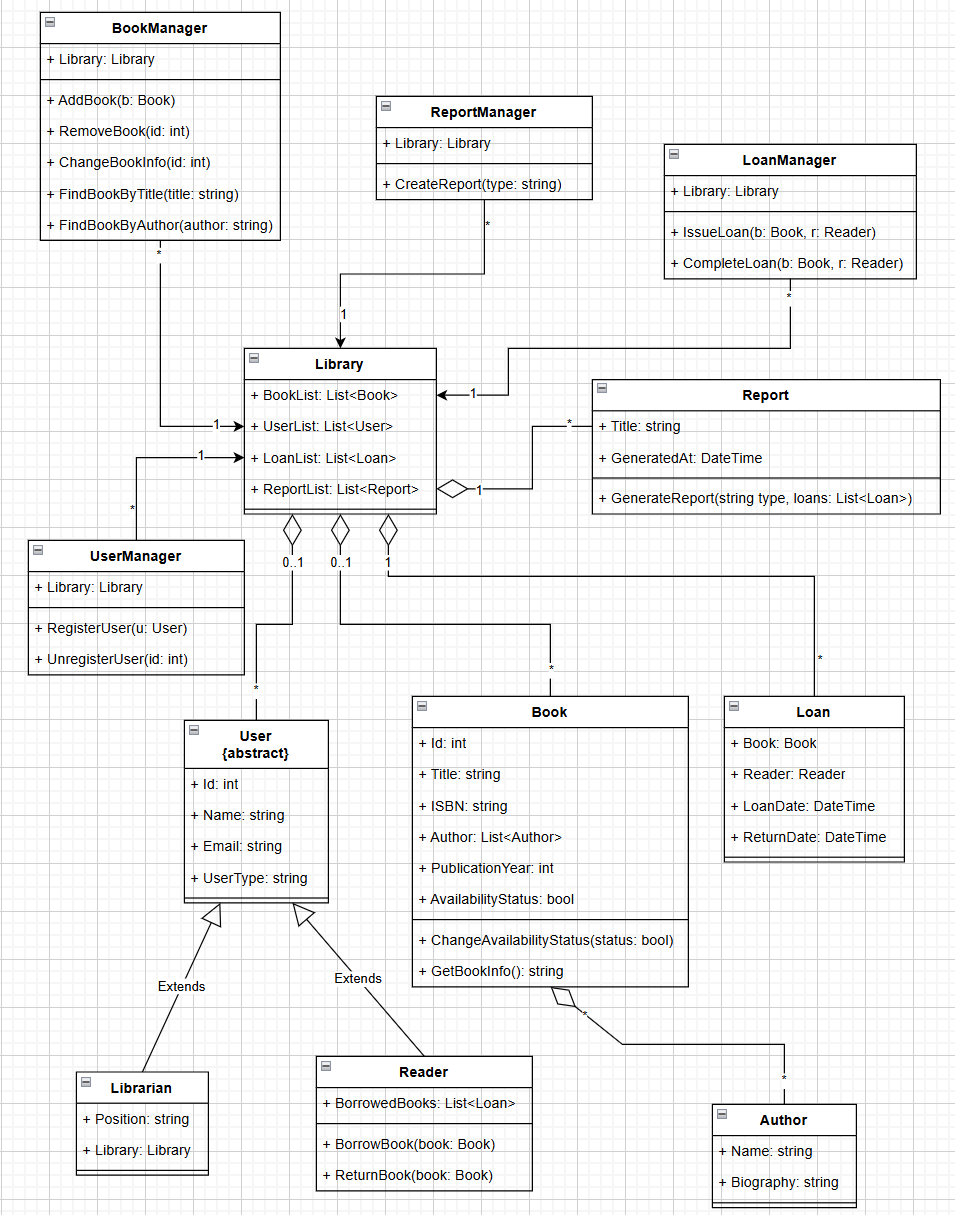 BookManager
+ Library: Library
+ AddBook(b: Book)
+ RemoveBook(id: int)
+ ChangeBookInfo(id: int)
+ FindBookByTitle(title: string)
+ FindBookByAuthor(author: string)
*
1
ReportManager
+ Library: Library
+ CreateReport(type: string)
*
1
LoanManager
+ Library: Library
+ IssueLoan(b: Book, r: Reader)
+ CompleteLoan(b: Book, r: Reader)
*
1
Library
+ BookList: List<Book>
+ UserList: List<User>
+ LoanList: List<Loan>
+ ReportList: List<Report>
Report
+ Title: string
+ GeneratedAt: DateTime
+ GenerateReport(string type, loans: List<Loan>)
*
1
1
*
UserManager
+ Library: Library
+ RegisterUser(u: User)
+ UnregisterUser(id: int)
0..1
0..1
1
*
*
*
User
{abstract}
+ Id: int
+ Name: string
+ Email: string
+ UserType: string
Book
+ Id: int
+ Title: string
+ ISBN: string
+ Author: List<Author>
+ PublicationYear: int
+ AvailabilityStatus: bool
+ ChangeAvailabilityStatus(status: bool)
+ GetBookInfo(): string
Loan
+ Book: Book
+ Reader: Reader
+ LoanDate: DateTime
+ ReturnDate: DateTime
Extends
Extends
*
*
Librarian
+ Position: string
+ Library: Library
Reader
+ BorrowedBooks: List<Loan>
+ BorrowBook(book: Book)
+ ReturnBook(book: Book)
Author
+ Name: string
+ Biography: string